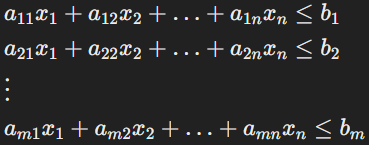 a₁₁x₁ + a₁₂x₂ + … + a₁ₙxₙ ≤ b₁
a₂₁x₁ + a₂₂x₂ + … + a₂ₙxₙ ≤ b₂
⋮
aₘ₁x₁ + aₘ₂x₂ + … + aₘₙxₙ ≤ bₘ